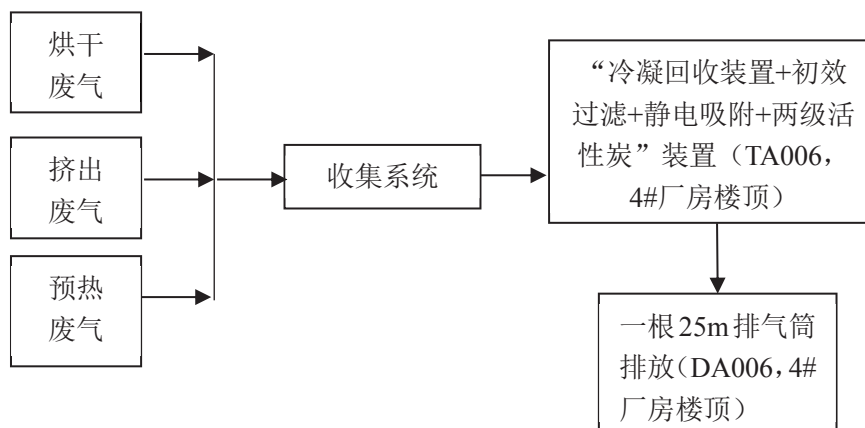 烘干
废气
挤出
废气
预热
废气
收集系统
“冷凝回收装置+初效
过滤+静电吸附+两级活
性炭”装置（TA006，
4#厂房楼顶）
一根25m排气筒
排放(DA006，4#
厂房楼顶）